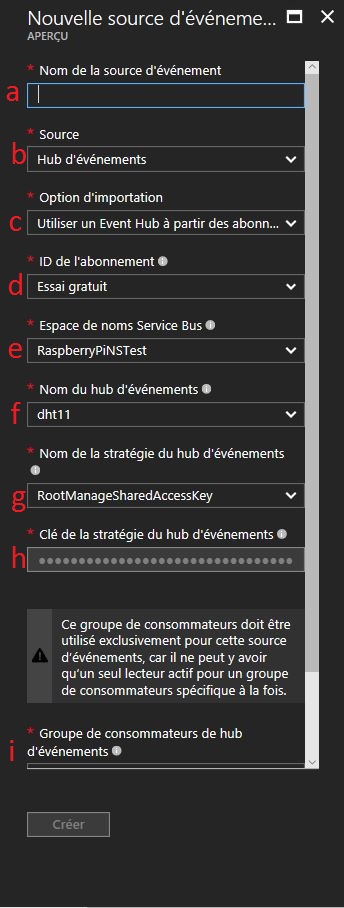 Nouvelle source d'événeme...
APERÇU
* Nom de la source d'événement
a
* Source
b Hub d'événements
* Option d'importation
c Utiliser un Event Hub à partir des abonn...
* ID de l'abonnement
d Essai gratuit
* Espace de noms Service Bus
e RaspberryPiNSTest
* Nom du hub d'événements
f dht11
* Nom de la stratégie du hub d'événements
g RootManageSharedAccessKey
* Clé de la stratégie du hub d'événements
h
Ce groupe de consommateurs doit être
utilisé exclusivement pour cette source
d'événements, car il ne peut y avoir
qu'un seul lecteur actif pour un groupe
de consommateurs spécifique à la fois.
* Groupe de consommateurs de hub
i d'événements
Créer